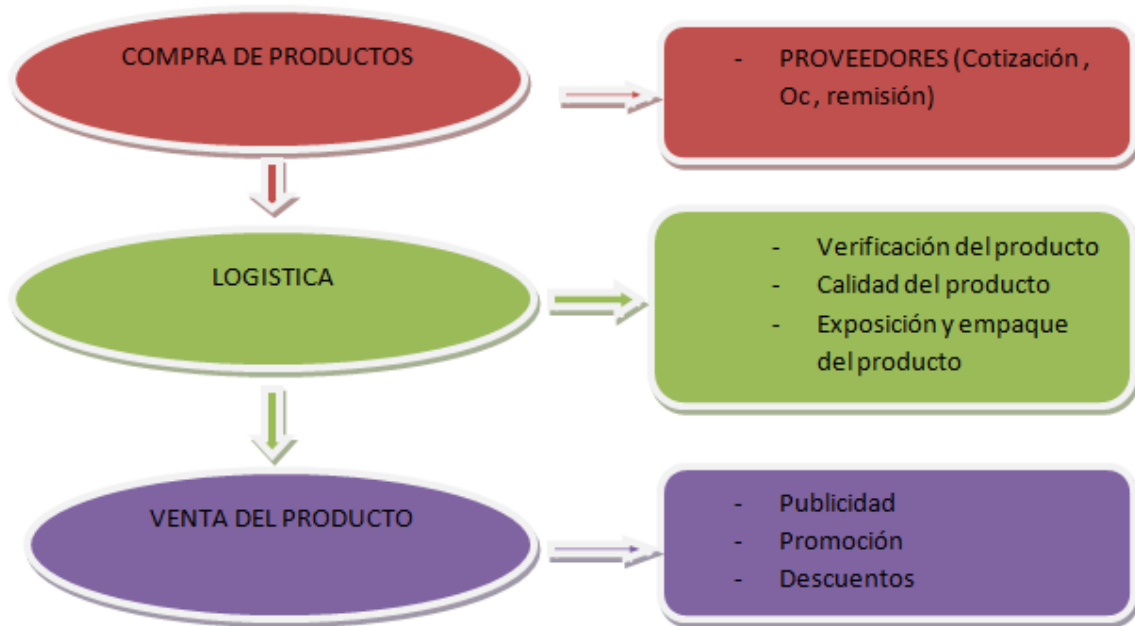 COMPRA DE PRODUCTOS
- PROVEEDORES (Cotización ,
Oc , remisión)
LOGISTICA
- Verificación del producto
- Calidad del producto
- Exposición y empaque
del producto
VENTA DEL PRODUCTO
- Publicidad
- Promoción
- Descuentos